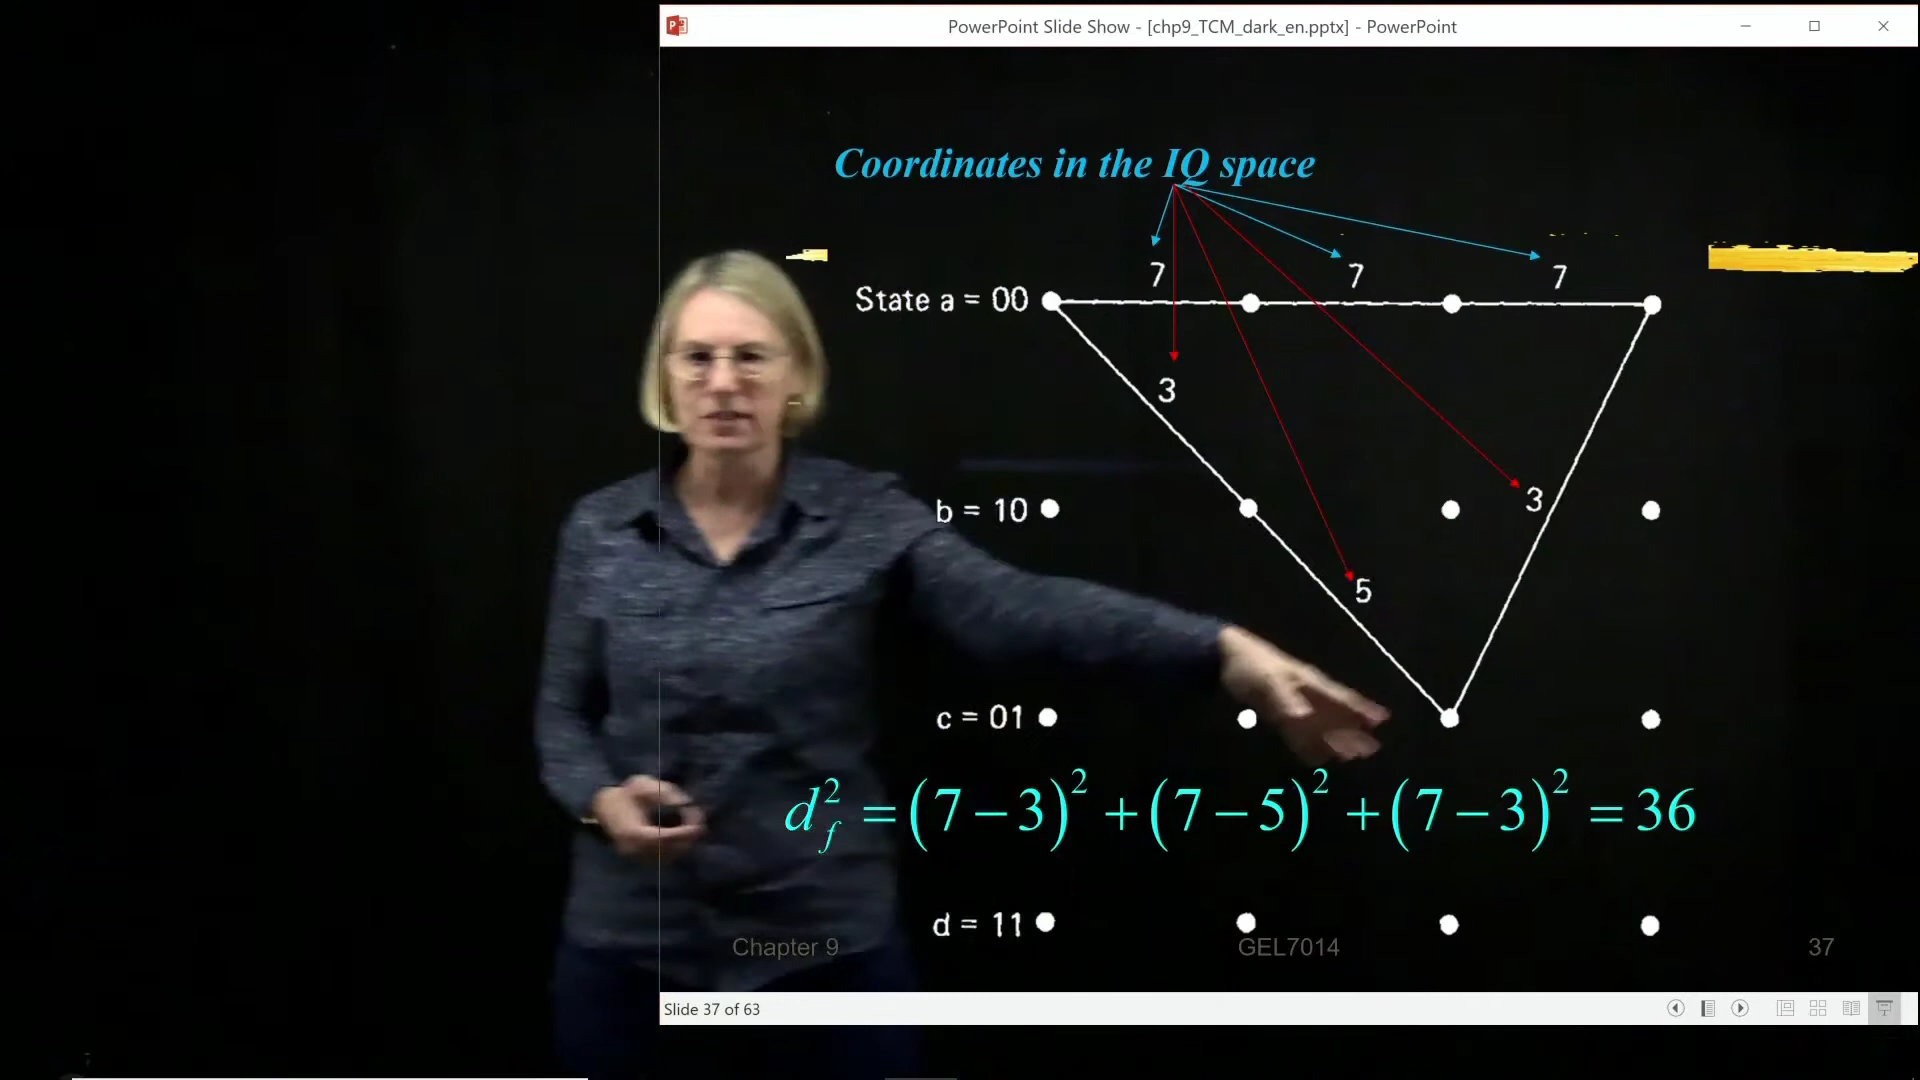 PowerPoint Slide Show - [chp9_TCM_dark_en.pptx] - PowerPoint
Coordinates in the IQ space
7 7 7
State a = 00
3
b = 10
3
5
c = 01
d_f^2 = (7 − 3)^2 + (7 − 5)^2 + (7 − 3)^2 = 36
d = 11
Chapter 9 GEL7014 37
Slide 37 of 63